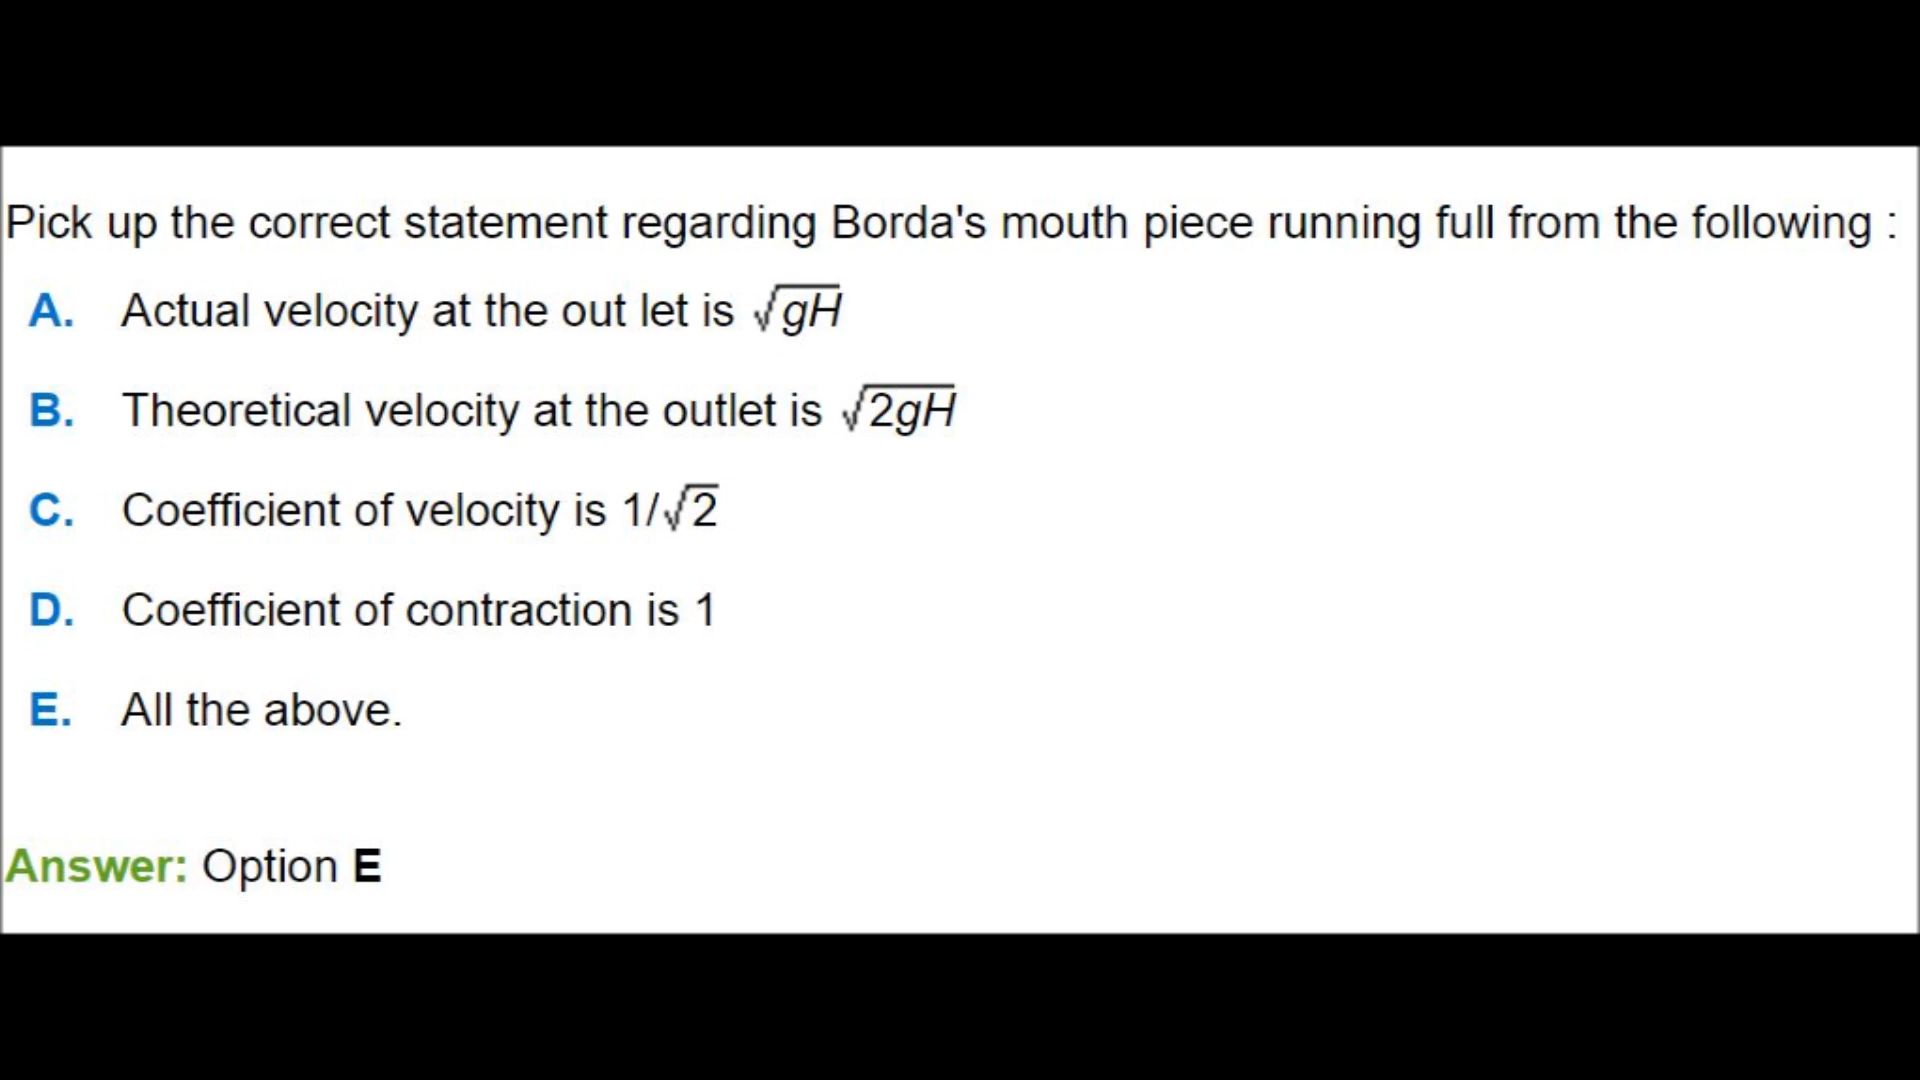 Pick up the correct statement regarding Borda's mouth piece running full from the following :
A. Actual velocity at the out let is √gH
B. Theoretical velocity at the outlet is √2gH
C. Coefficient of velocity is 1/√2
D. Coefficient of contraction is 1
E. All the above.
Answer: Option E